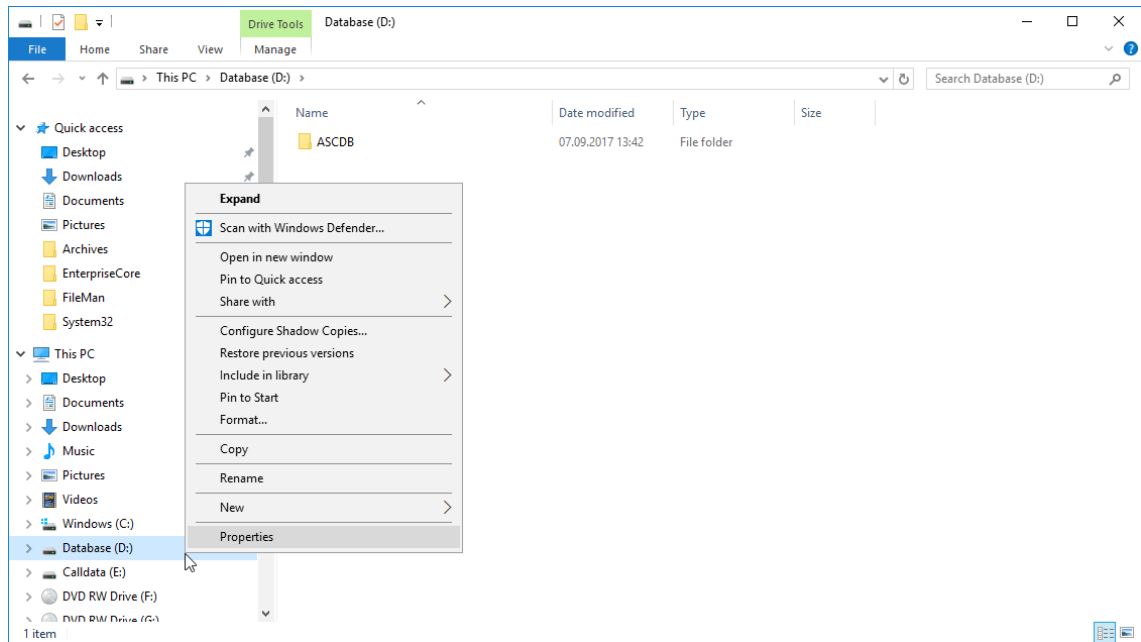 Drive Tools
Database (D:)
File
Home
Share
View
Manage
This PC
Database (D:)
Search Database (D:)
Name
Date modified
Type
Size
ASCDB
07.09.2017 13:42
File folder
Quick access
Desktop
Downloads
Documents
Pictures
Archives
EnterpriseCore
FileMan
System32
This PC
Desktop
Documents
Downloads
Music
Pictures
Videos
Windows (C:)
Database (D:)
Calldata (E:)
DVD RW Drive (F:)
DVD RW Drive (G:)
Expand
Scan with Windows Defender...
Open in new window
Pin to Quick access
Share with
Configure Shadow Copies...
Restore previous versions
Include in library
Pin to Start
Format...
Copy
Rename
New
Properties
1 item